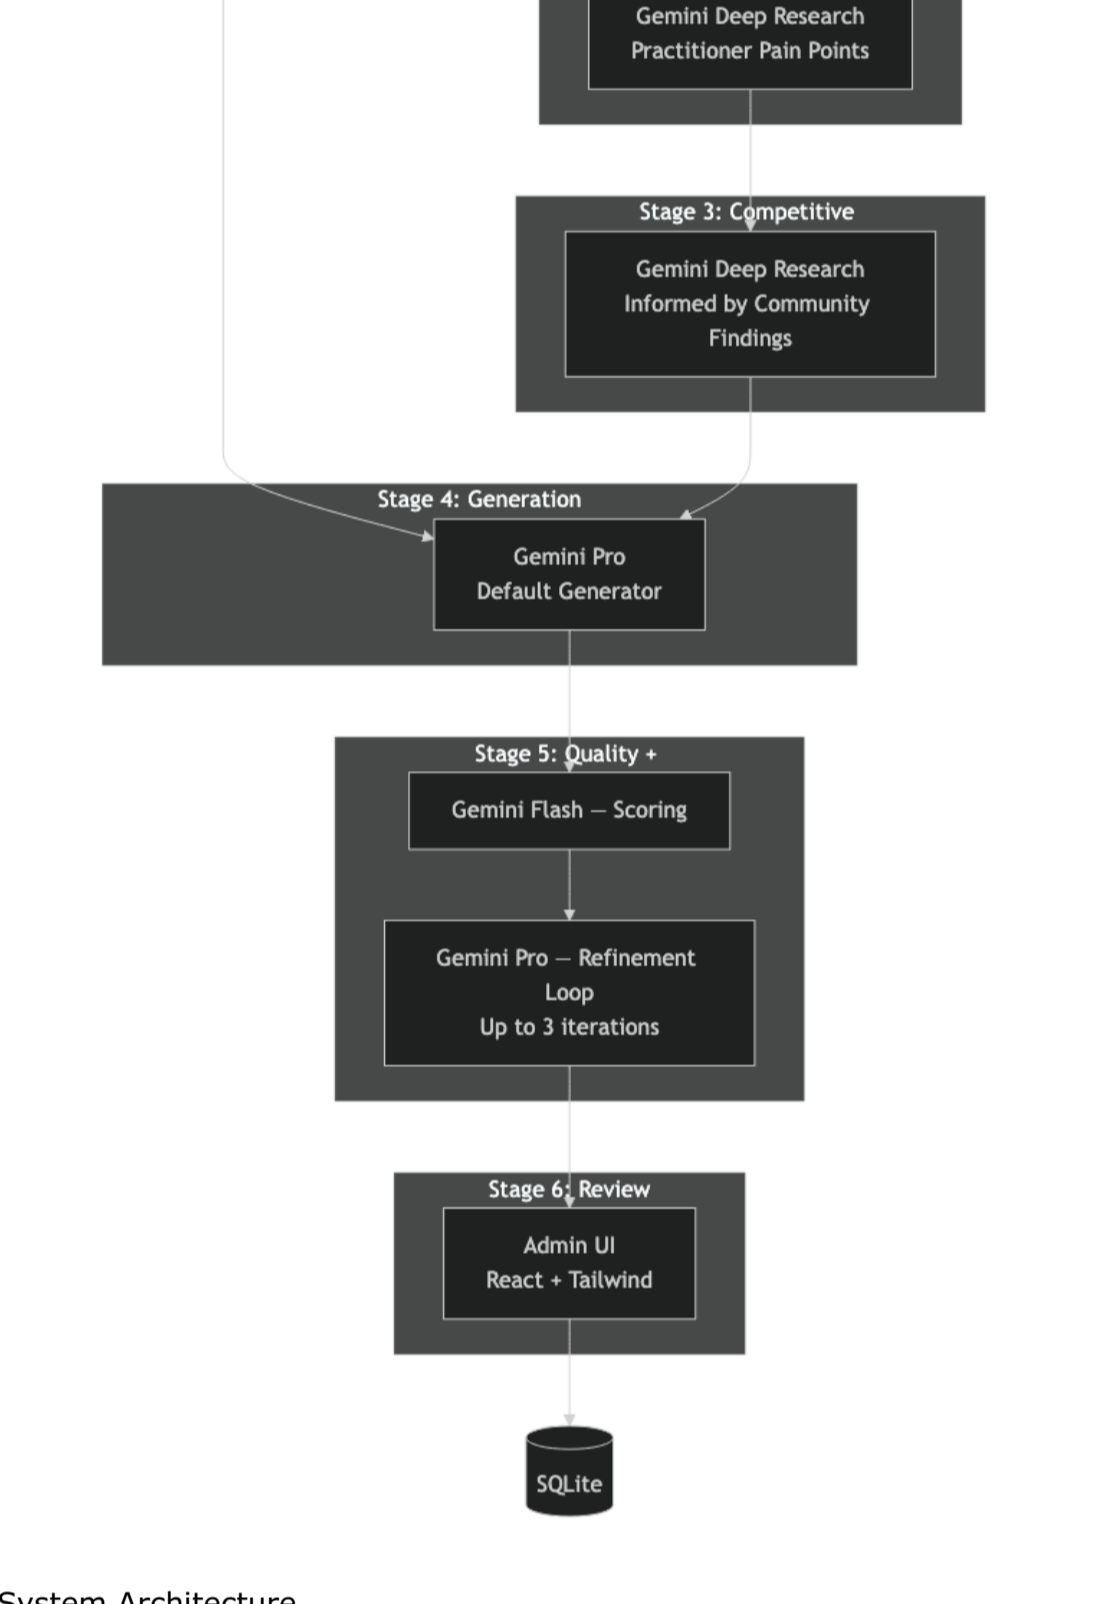 Gemini Deep Research
Practitioner Pain Points
Stage 3: Competitive
Gemini Deep Research
Informed by Community
Findings
Stage 4: Generation
Gemini Pro
Default Generator
Stage 5: Quality +
Gemini Flash — Scoring
Gemini Pro — Refinement
Loop
Up to 3 iterations
Stage 6: Review
Admin UI
React + Tailwind
SQLite
System Architecture